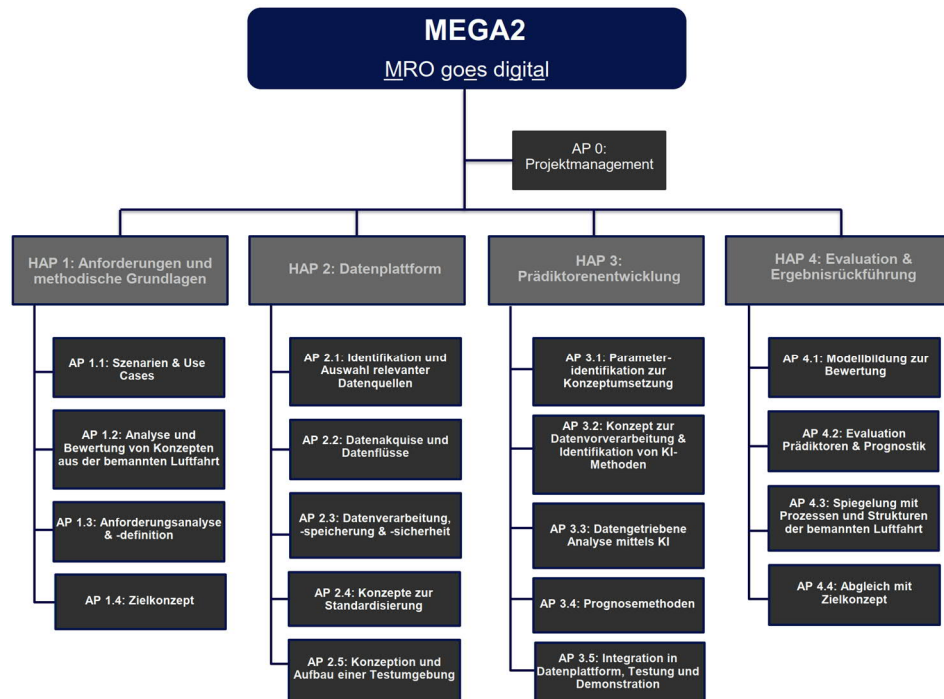 MEGA2
MRO goes digital
AP 0:
Projektmanagement
HAP 1: Anforderungen und
methodische Grundlagen
AP 1.1: Szenarien & Use
Cases
AP 1.2: Analyse und
Bewertung von Konzepten
aus der bemannten Luftfahrt
AP 1.3: Anforderungsanalyse
& -definition
AP 1.4: Zielkonzept
HAP 2: Datenplattform
AP 2.1: Identifikation und
Auswahl relevanter
Datenquellen
AP 2.2: Datenakquise und
Datenflüsse
AP 2.3: Datenverarbeitung,
-speicherung & -sicherheit
AP 2.4: Konzepte zur
Standardisierung
AP 2.5: Konzeption und
Aufbau einer Testumgebung
HAP 3:
Prädiktorenentwicklung
AP 3.1: Parameter-
identifikation zur
Konzeptumsetzung
AP 3.2: Konzept zur
Datenvorverarbeitung &
Identifikation von KI-
Methoden
AP 3.3: Datengetriebene
Analyse mittels KI
AP 3.4: Prognosemethoden
AP 3.5: Integration in
Datenplattform, Testung und
Demonstration
HAP 4: Evaluation &
Ergebnisrückführung
AP 4.1: Modellbildung zur
Bewertung
AP 4.2: Evaluation
Prädiktoren & Prognostik
AP 4.3: Spiegelung mit
Prozessen und Strukturen
der bemannten Luftfahrt
AP 4.4: Abgleich mit
Zielkonzept